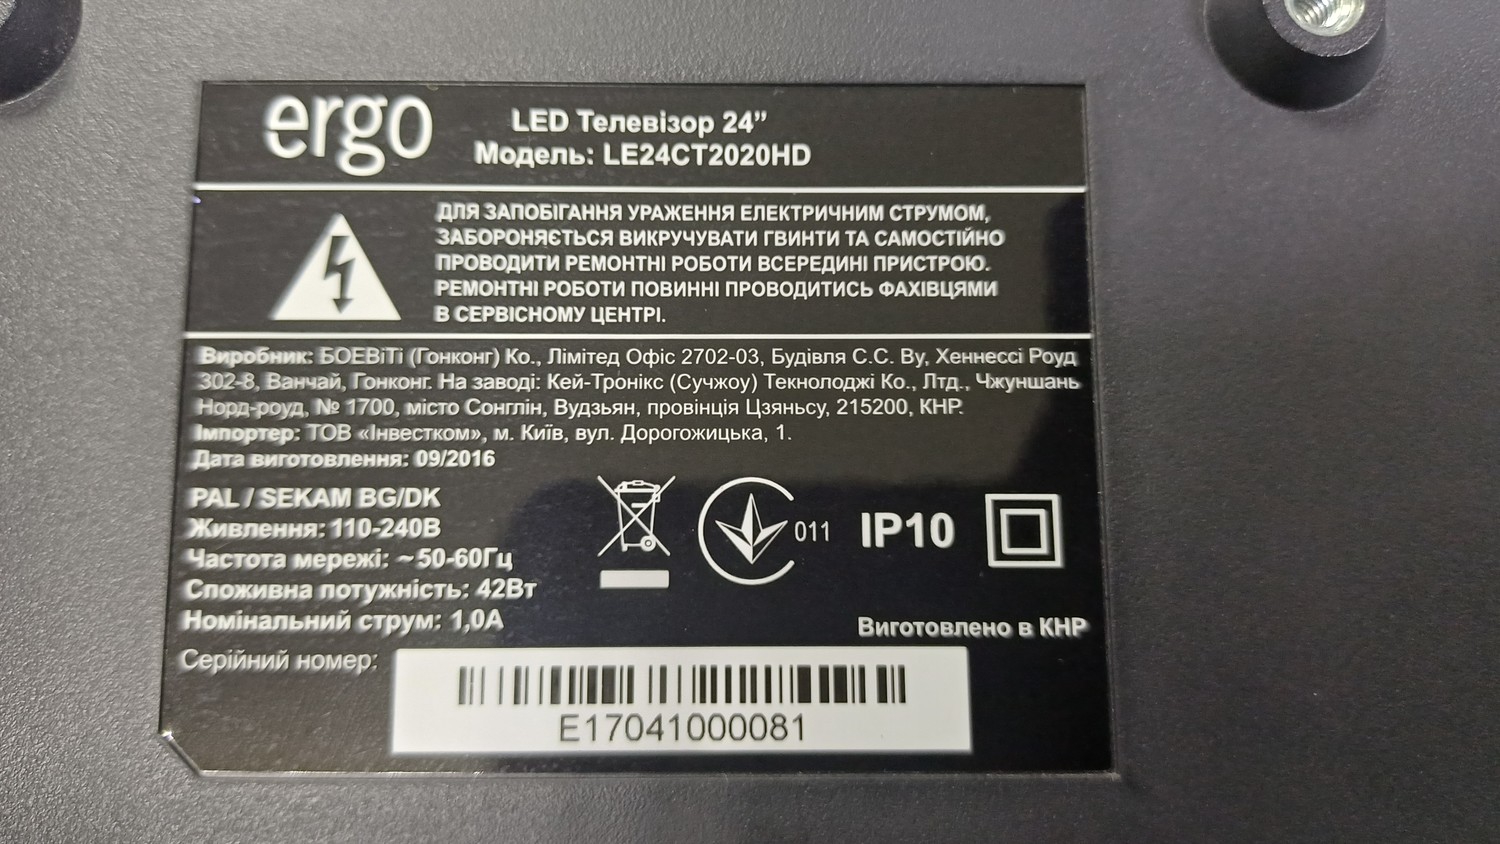 ergo
LED Телевізор 24”
Модель: LE24CT2020HD
ДЛЯ ЗАПОБІГАННЯ УРАЖЕННЯ ЕЛЕКТРИЧНИМ СТРУМОМ,
ЗАБОРОНЯЄТЬСЯ ВИКРУЧУВАТИ ГВИНТИ ТА САМОСТІЙНО
ПРОВОДИТИ РЕМОНТНІ РОБОТИ ВСЕРЕДИНІ ПРИСТРОЮ.
РЕМОНТНІ РОБОТИ ПОВИННІ ПРОВОДИТИСЬ ФАХІВЦЯМИ
В СЕРВІСНОМУ ЦЕНТРІ.
Виробник: БОЕВіТі (Гонконг) Ко., Лімітед Офіс 2702-03, Будівля С.С. Ву, Хеннессі Роуд
302-8, Ванчай, Гонконг. На заводі: Кей-Тронікс (Сучжоу) Текнолоджі Ко., Лтд., Чжуншань
Норд-роуд, № 1700, місто Сонглін, Вудзьян, провінція Цзяньсу, 215200, КНР.
Імпортер: ТОВ «Інвестком», м. Київ, вул. Дорогожицька, 1.
Дата виготовлення: 09/2016
PAL / SEKAM BG/DK
Живлення: 110-240В
Частота мережі: ~50-60Гц
Споживна потужність: 42Вт
Номінальний струм: 1,0А
011
IP10
Виготовлено в КНР
Серійний номер:
E17041000081